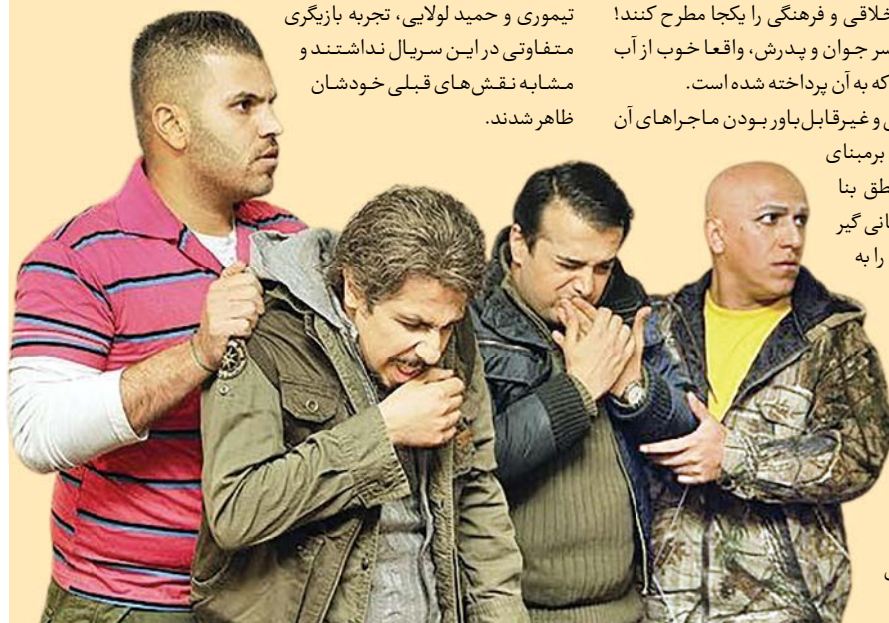 خلاقی و فرهنگی را یکجا مطرح کنند!
سر جوان و پدرش، واقعا خوب از آب
که به آن پرداخته شده است.
و غیرقابل‌باور بودن ماجراهای آن
برمبنای
طق بنا
انی گیر
را به
تیموری و حمید لولایی، تجربه بازیگری
متفاوتی در این سریال نداشتند و
مشابه نقش‌های قبلی خودشان
ظاهر شدند.